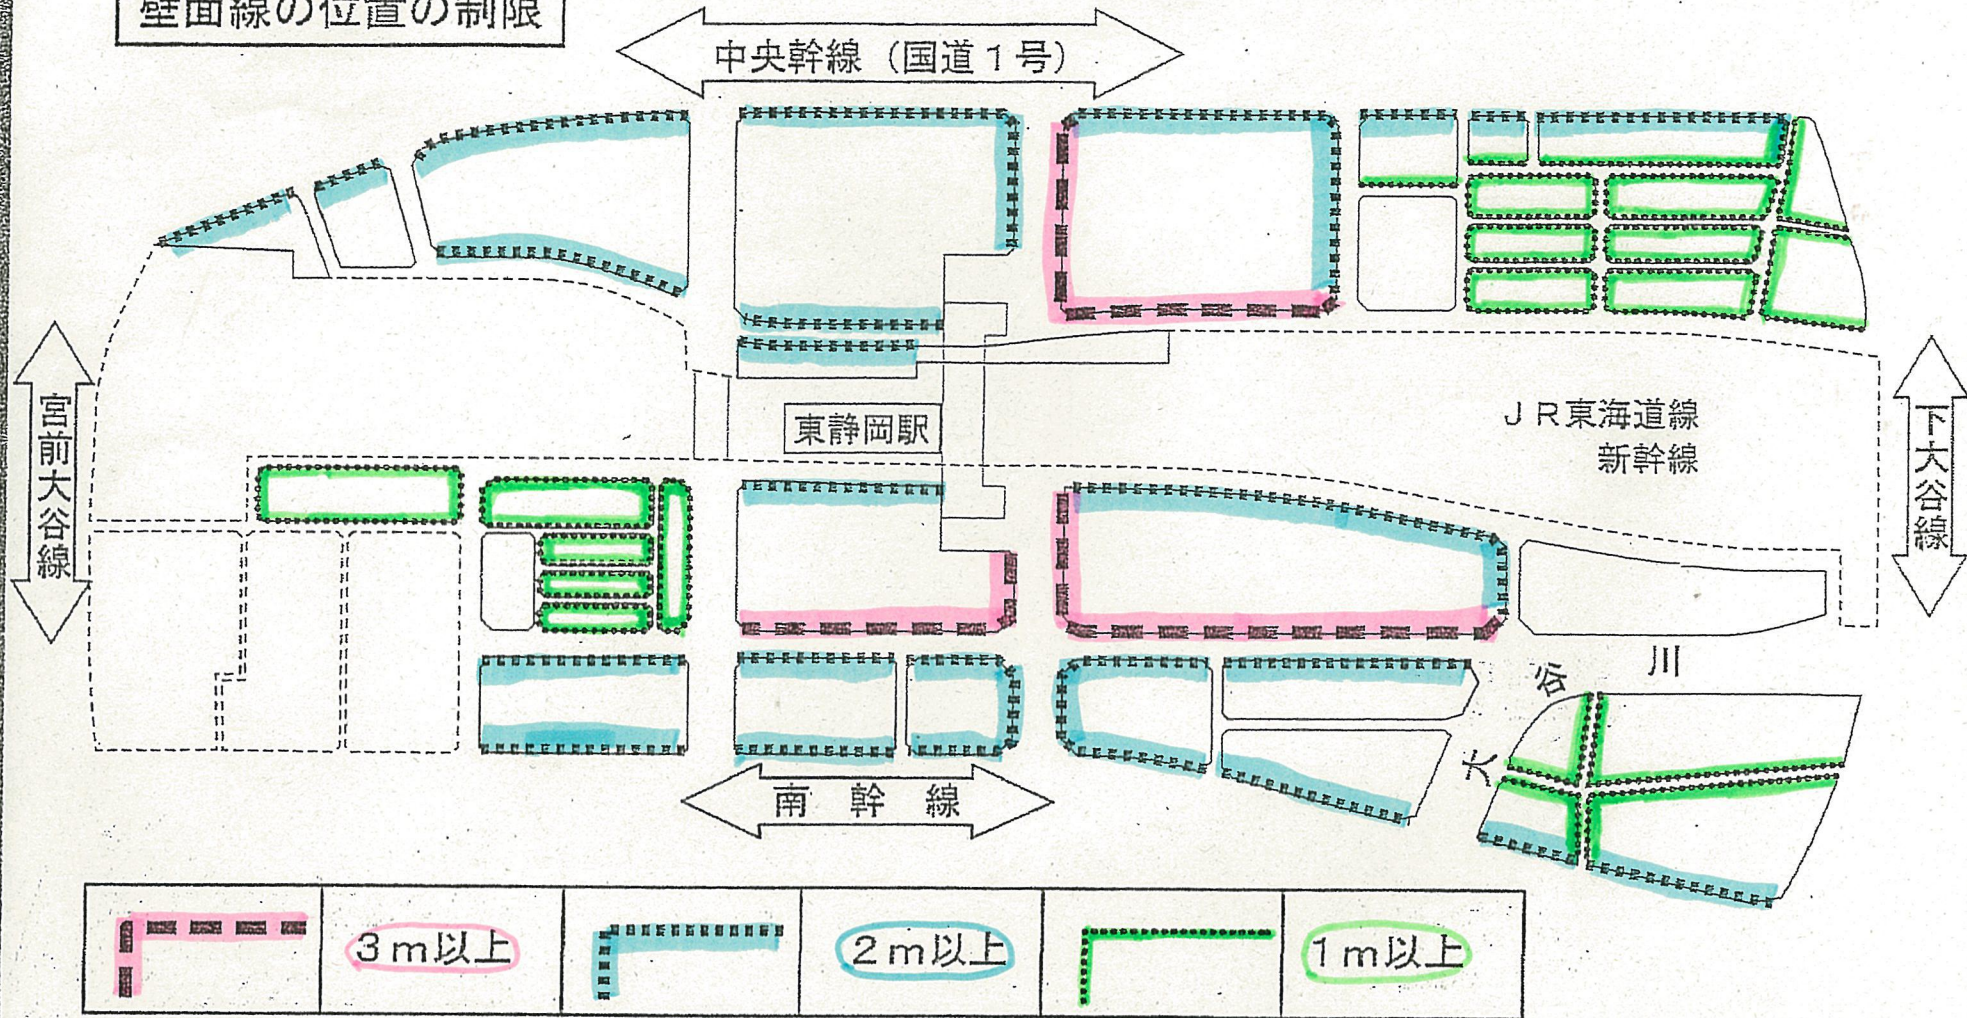 壁面線の位置の制限
中央幹線（国道1号）
宮前大谷線
東静岡駅
ＪＲ東海道線
新幹線
下大谷線
大谷川
南幹線
3ｍ以上
2ｍ以上
1ｍ以上